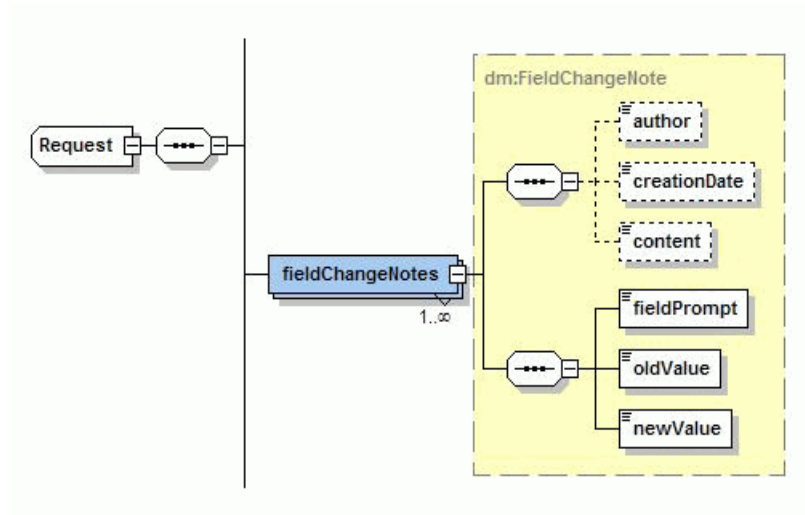 dm:FieldChangeNote
author
Request
creationDate
content
fieldChangeNotes
1..∞
fieldPrompt
oldValue
newValue